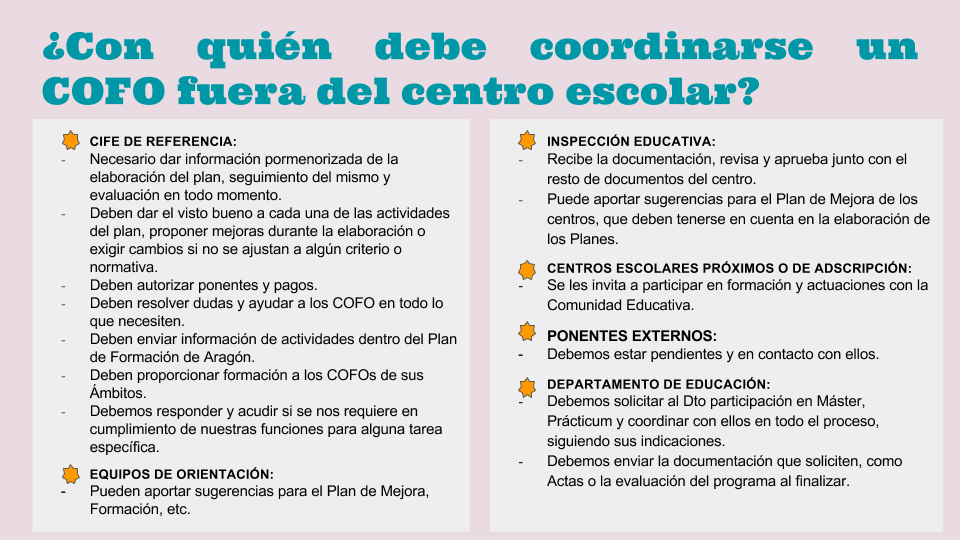 ¿Con quién debe coordinarse un
COFO fuera del centro escolar?
CIFE DE REFERENCIA:
- Necesario dar información pormenorizada de la
elaboración del plan, seguimiento del mismo y
evaluación en todo momento.
- Deben dar el visto bueno a cada una de las actividades
del plan, proponer mejoras durante la elaboración o
exigir cambios si no se ajustan a algún criterio o
normativa.
- Deben autorizar ponentes y pagos.
- Deben resolver dudas y ayudar a los COFO en todo lo
que necesiten.
- Deben enviar información de actividades dentro del Plan
de Formación de Aragón.
- Deben proporcionar formación a los COFOs de sus
Ámbitos.
- Debemos responder y acudir si se nos requiere en
cumplimiento de nuestras funciones para alguna tarea
específica.
EQUIPOS DE ORIENTACIÓN:
- Pueden aportar sugerencias para el Plan de Mejora,
Formación, etc.
INSPECCIÓN EDUCATIVA:
- Recibe la documentación, revisa y aprueba junto con el
resto de documentos del centro.
- Puede aportar sugerencias para el Plan de Mejora de los
centros, que deben tenerse en cuenta en la elaboración de
los Planes.
CENTROS ESCOLARES PRÓXIMOS O DE ADSCRIPCIÓN:
- Se les invita a participar en formación y actuaciones con la
Comunidad Educativa.
PONENTES EXTERNOS:
- Debemos estar pendientes y en contacto con ellos.
DEPARTAMENTO DE EDUCACIÓN:
- Debemos solicitar al Dto participación en Máster,
Prácticum y coordinar con ellos en todo el proceso,
siguiendo sus indicaciones.
- Debemos enviar la documentación que soliciten, como
Actas o la evaluación del programa al finalizar.